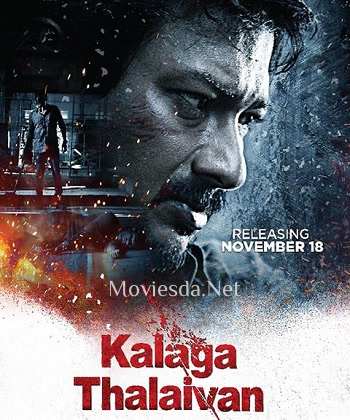 RELEASING
NOVEMBER 18
Moviesda.Net
Kalaga
Thalaivan